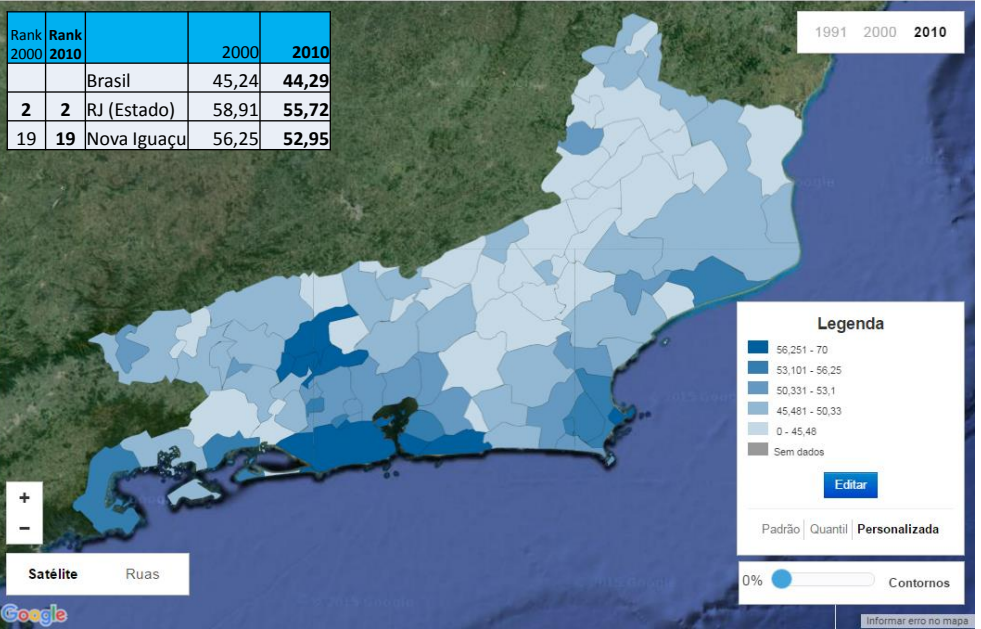 Rank 2000 Rank 2010 2000 2010
Brasil 45,24 44,29
2 2 RJ (Estado) 58,91 55,72
19 19 Nova Iguaçu 56,25 52,95
1991 2000 2010
Legenda
56,251 - 70
53,101 - 56,25
50,331 - 53,1
45,481 - 50,33
0 - 45,48
Sem dados
Editar
Padrão Quantil Personalizada
+
−
Satélite Ruas
0% Contornos
Google
Informar erro no mapa